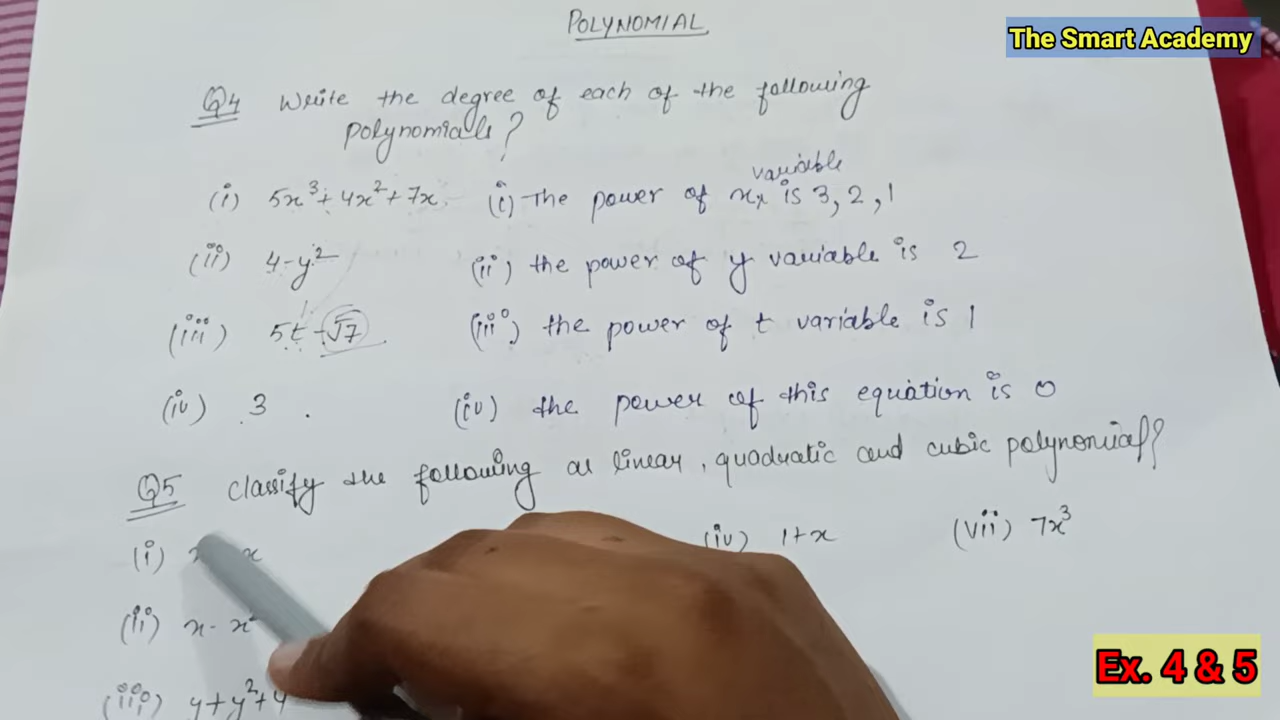 POLYNOMIAL
The Smart Academy
Q4 Write the degree of each of the following
polynomials?
(i) 5x³+4x²+7x. (i) The power of x, variable is 3, 2, 1
(ii) 4-y² (ii) the power of y variable is 2
(iii) 5t-√7. (iii) the power of t variable is 1
(iv) 3. (iv) the power of this equation is 0
Q5 Classify the following as linear, quadratic and cubic polynomial?
(i) x (iv) 1+x (vii) 7x³
(ii) x-x²
(iii) y+y²+4
Ex. 4 & 5